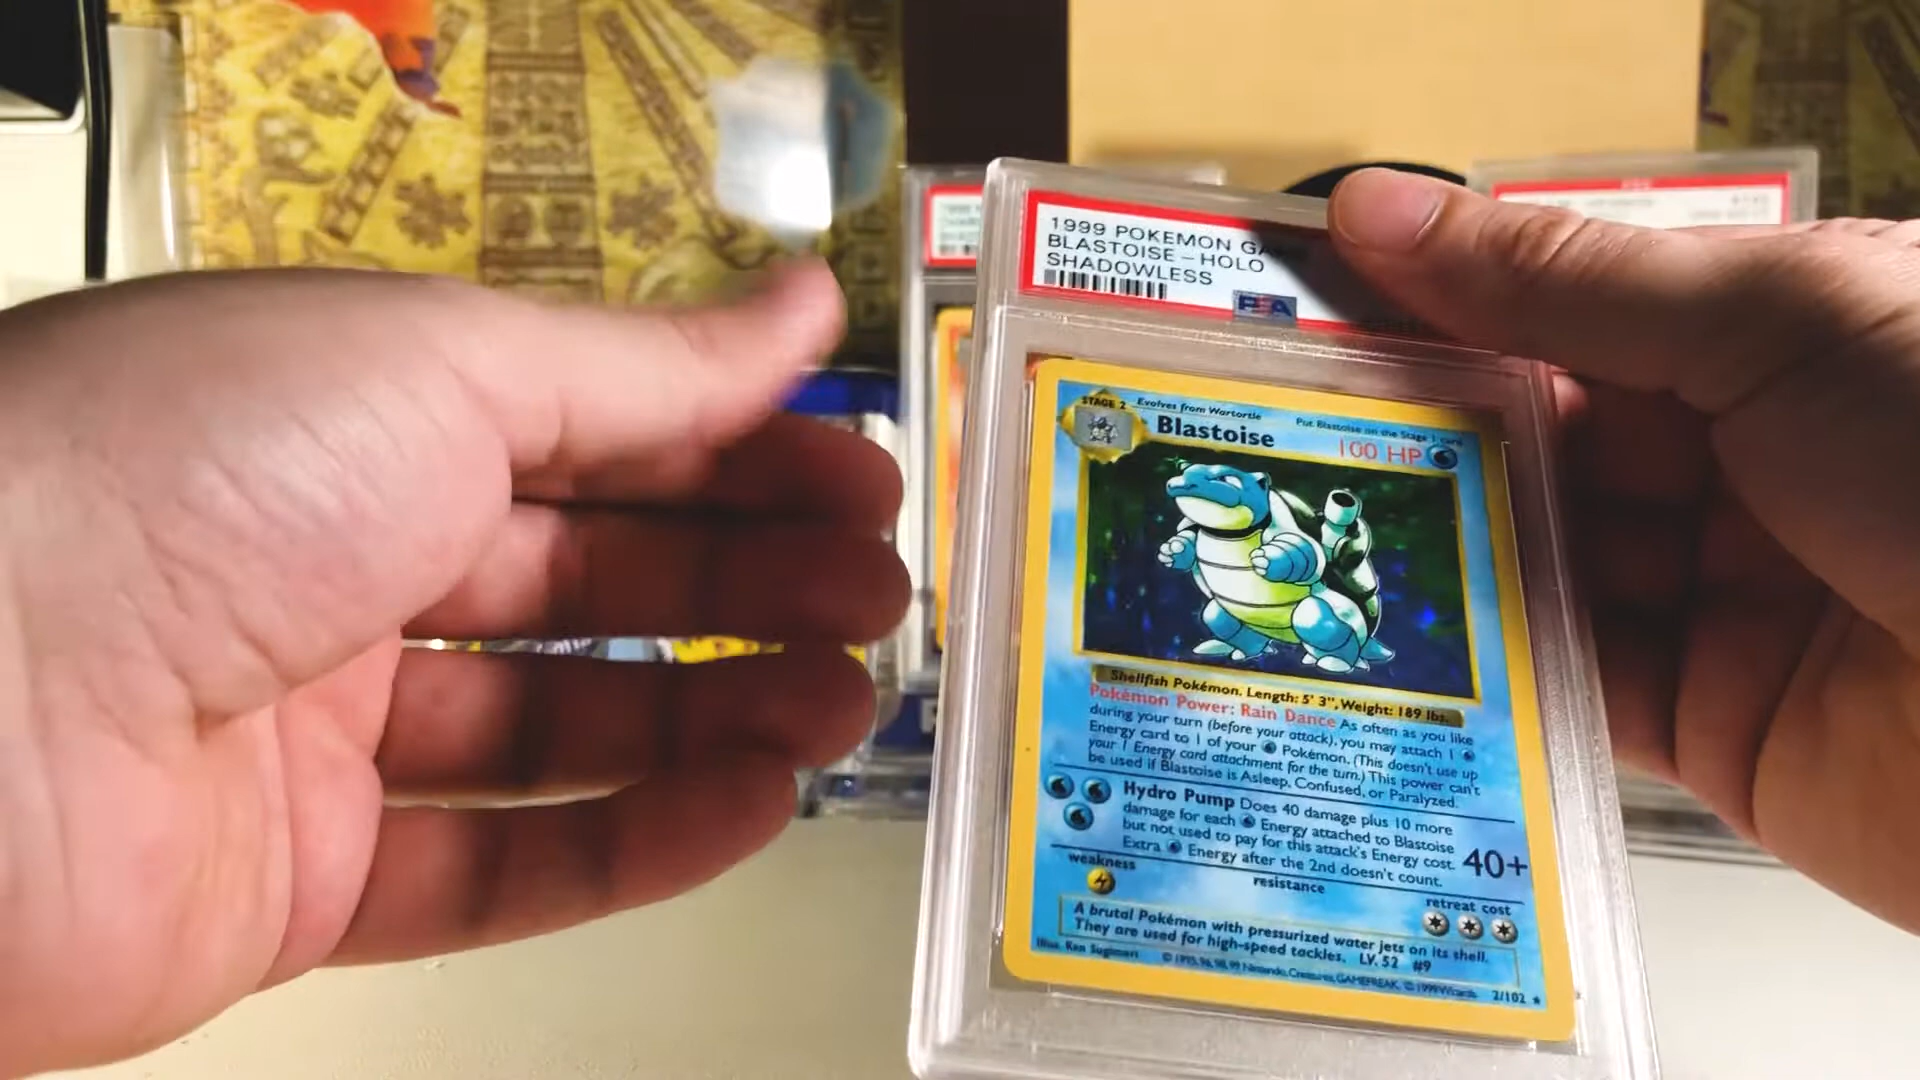 1999 POKEMON
BLASTOISE-HOLO
SHADOWLESS
PSA
STAGE 2 Evolves from Wartortle Put Blastoise on the Stage 1 card
Blastoise 100 HP
Shellfish Pokémon. Length: 5' 3", Weight: 189 lbs.
Pokémon Power: Rain Dance As often as you like
during your turn (before your attack), you may attach 1
Energy card to 1 of your Pokémon. (This doesn't use up
your 1 Energy card attachment for the turn.) This power can't
be used if Blastoise is Asleep, Confused, or Paralyzed.
Hydro Pump Does 40 damage plus 10 more
damage for each Energy attached to Blastoise
but not used to pay for this attack's Energy cost.
Extra Energy after the 2nd doesn't count.
40+
weakness
resistance
retreat cost
A brutal Pokémon with pressurized water jets on its shell.
They are used for high-speed tackles. LV. 52 #9
Illus. Ken Sugimori © 1995, 96, 98, 99 Nintendo, Creatures, GAMEFREAK. © 1999 Wizards 2/102